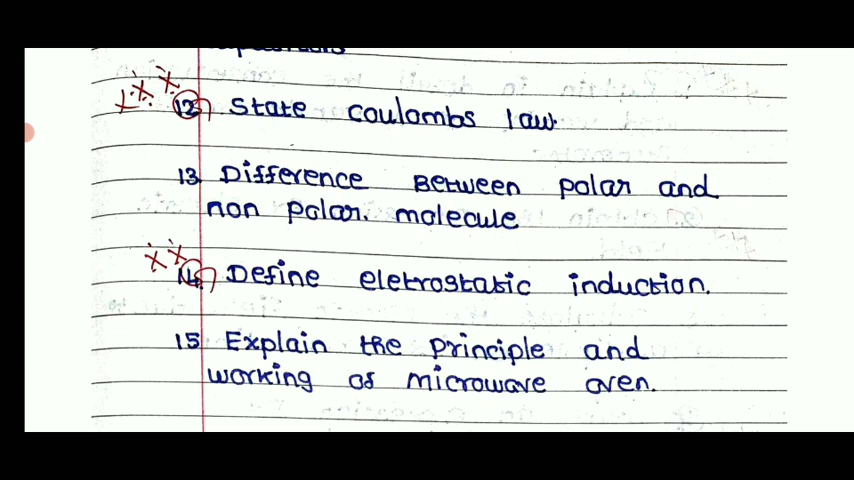 12) State coulombs law
13 Difference Between polar and
non polar. molecule
14) Define eletrostatic induction.
15 Explain the principle and
working of microwave oven.